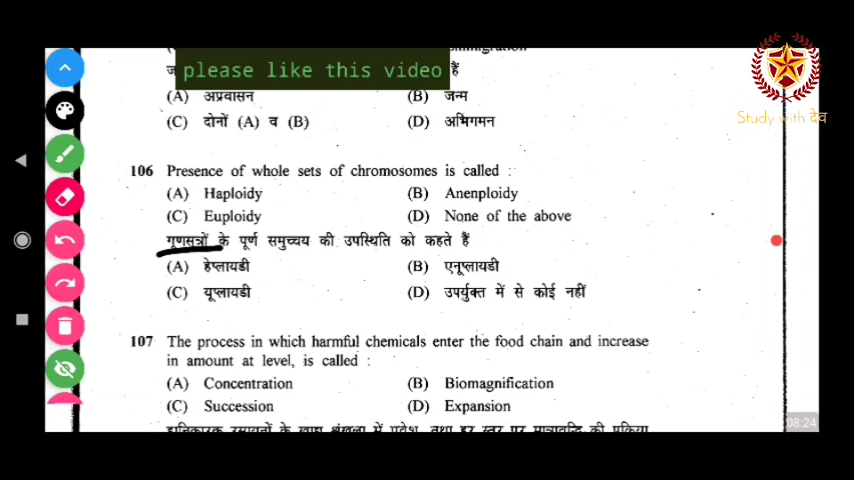 please like this video
हैं
(A) अप्रवासन (B) जन्म
(C) दोनों (A) व (B) (D) अभिगमन
Study with देव
106 Presence of whole sets of chromosomes is called :
(A) Haploidy (B) Anenploidy
(C) Euploidy (D) None of the above
गूणसूत्रों के पूर्ण समुच्चय की उपस्थिति को कहते हैं
(A) हेप्लायडी (B) एनूप्लायडी
(C) यूप्लायडी (D) उपर्युक्त में से कोई नहीं
107 The process in which harmful chemicals enter the food chain and increase
in amount at level, is called :
(A) Concentration (B) Biomagnification
(C) Succession (D) Expansion
08:24